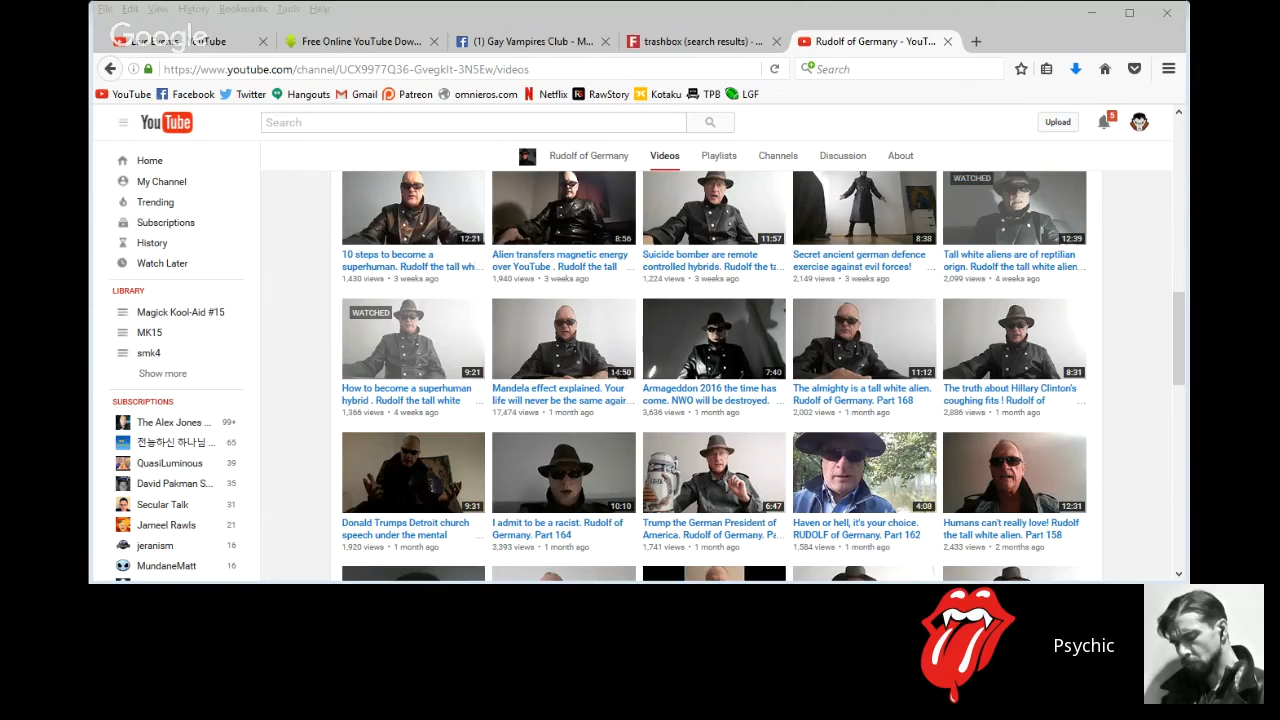 File Edit View History Bookmarks Tools Help
Google
Free Online YouTube Dow... (1) Gay Vampires Club - M... trashbox (search results) - ... Rudolf of Germany - YouT...
https://www.youtube.com/channel/UCX9977Q36-GvegkIt-3N5Ew/videos Search
YouTube Facebook Twitter Hangouts Gmail Patreon omnieros.com Netflix RawStory Kotaku TPB LGF
YouTube Search Upload 5
Rudolf of Germany Videos Playlists Channels Discussion About
Home
My Channel
Trending
Subscriptions
History
Watch Later
LIBRARY
Magick Kool-Aid #15
MK15
smk4
Show more
SUBSCRIPTIONS
The Alex Jones ... 99+
전능하신 하나님 ... 65
QuasiLuminous 39
David Pakman S... 35
Secular Talk 31
Jameel Rawls 21
jeranism 16
MundaneMatt 16
12:21
10 steps to become a
superhuman. Rudolf the tall whi...
1,430 views • 3 weeks ago
8:56
Alien transfers magnetic energy
over YouTube . Rudolf the tall ...
1,940 views • 3 weeks ago
11:57
Suicide bomber are remote
controlled hybrids. Rudolf the ta...
1,224 views • 3 weeks ago
8:38
Secret ancient german defence
exercise against evil forces! ...
2,149 views • 3 weeks ago
WATCHED
12:39
Tall white aliens are of reptilian
orign. Rudolf the tall white alien...
2,099 views • 4 weeks ago
WATCHED
9:21
How to become a superhuman
hybrid . Rudolf the tall white ...
1,366 views • 4 weeks ago
14:50
Mandela effect explained. Your
life will never be the same again...
17,474 views • 1 month ago
7:40
Armageddon 2016 the time has
come. NWO will be destroyed.
3,636 views • 1 month ago
11:12
The almighty is a tall white alien.
Rudolf of Germany. Part 168
2,002 views • 1 month ago
8:31
The truth about Hillary Clinton's
coughing fits ! Rudolf of ...
2,886 views • 1 month ago
9:31
Donald Trumps Detroit church
speech under the mental ...
1,920 views • 1 month ago
10:10
I admit to be a racist. Rudolf of
Germany. Part 164
3,393 views • 1 month ago
6:47
Trump the German President of
America. Rudolf of Germany. Pa...
1,741 views • 1 month ago
4:08
Haven or hell, it's your choice.
RUDOLF of Germany. Part 162
1,584 views • 1 month ago
12:31
Humans can't really love! Rudolf
the tall white alien. Part 158
2,433 views • 2 months ago
Psychic